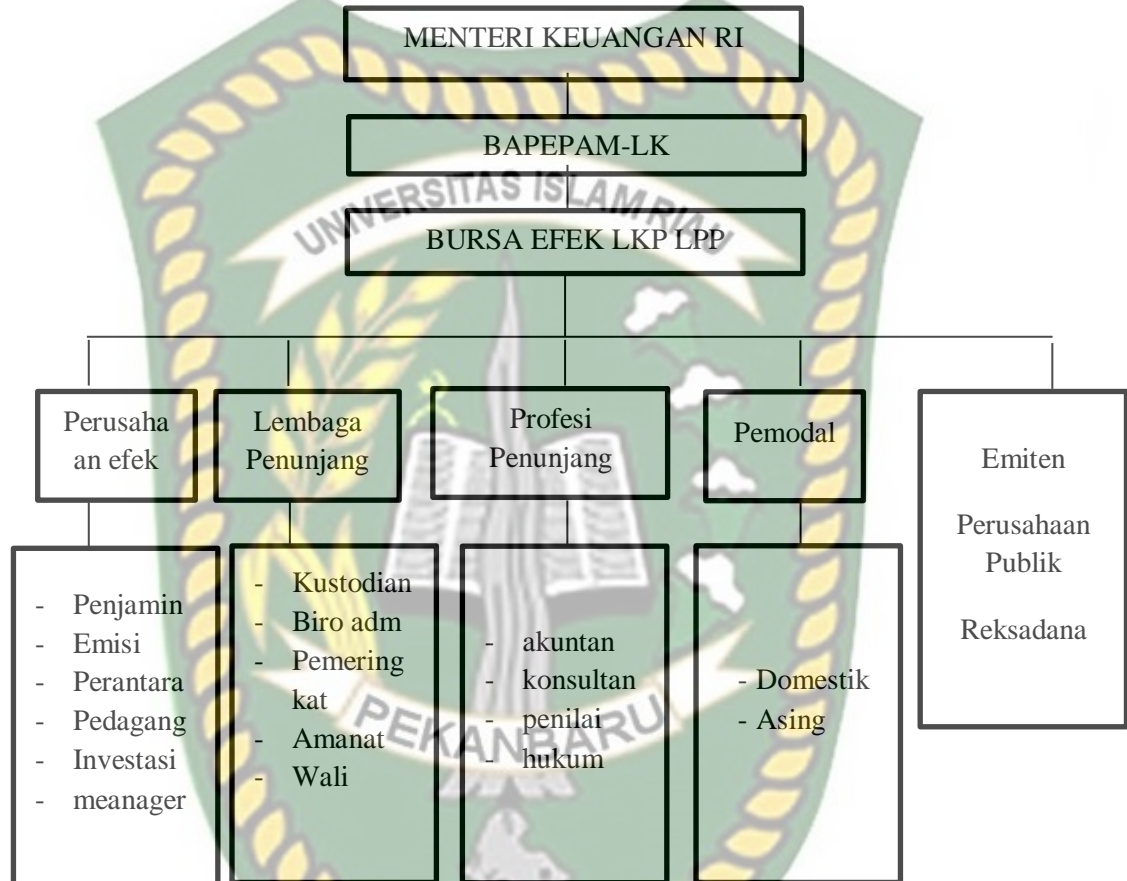 MENTERI KEUANGAN RI
BAPEPAM-LK
UNIVERSITAS ISLAM RIAU
BURSA EFEK LKP LPP
Perusaha
an efek
Lembaga
Penunjang
Profesi
Penunjang
Pemodal
Emiten
Perusahaan
Publik
Reksadana
- Penjamin
- Emisi
- Perantara
- Pedagang
- Investasi
- meanager
- Kustodian
- Biro adm
- Pemering
kat
- Amanat
- Wali
- akuntan
- konsultan
- penilai
- hukum
- Domestik
- Asing
PEKANBARU